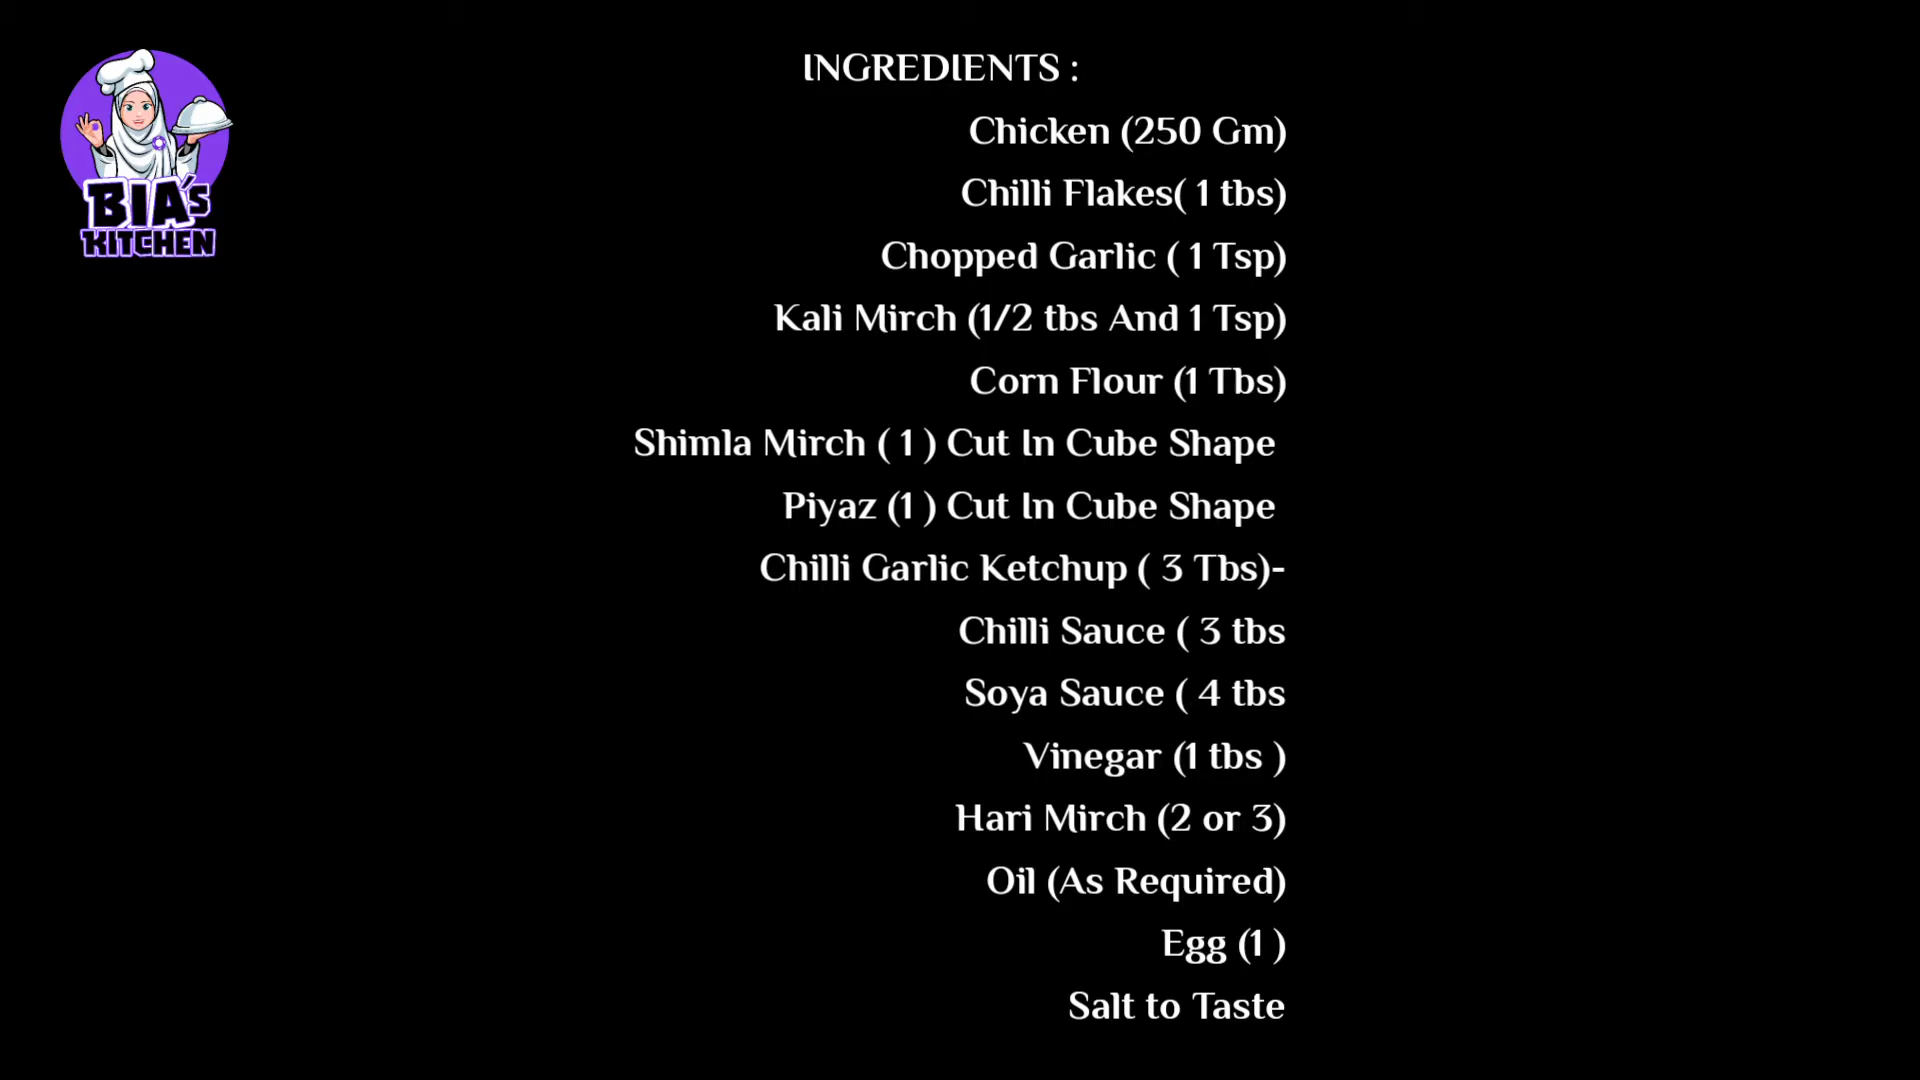 BIA's
KITCHEN
INGREDIENTS :
Chicken (250 Gm)
Chilli Flakes( 1 tbs)
Chopped Garlic ( 1 Tsp)
Kali Mirch (1/2 tbs And 1 Tsp)
Corn Flour (1 Tbs)
Shimla Mirch ( 1 ) Cut In Cube Shape
Piyaz (1 ) Cut In Cube Shape
Chilli Garlic Ketchup ( 3 Tbs)-
Chilli Sauce ( 3 tbs
Soya Sauce ( 4 tbs
Vinegar (1 tbs )
Hari Mirch (2 or 3)
Oil (As Required)
Egg (1 )
Salt to Taste